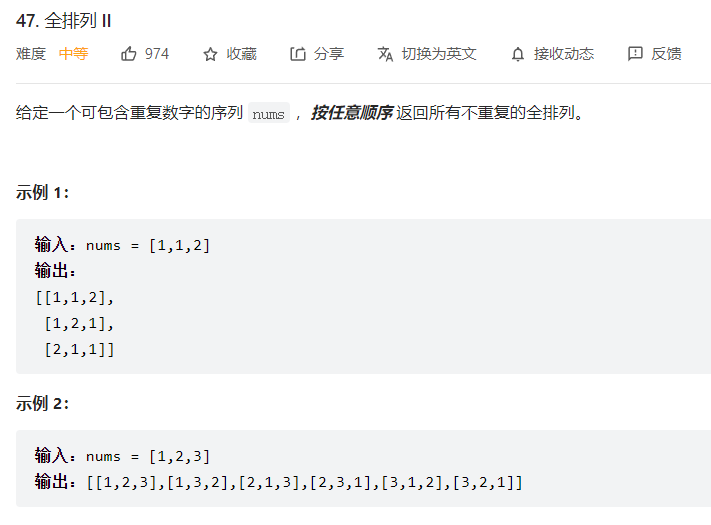 47. 全排列 II
难度 中等 974 收藏 分享 切换为英文 接收动态 反馈
给定一个可包含重复数字的序列 nums ，按任意顺序 返回所有不重复的全排列。
示例 1：
输入：nums = [1,1,2]
输出：
[[1,1,2],
[1,2,1],
[2,1,1]]
示例 2：
输入：nums = [1,2,3]
输出：[[1,2,3],[1,3,2],[2,1,3],[2,3,1],[3,1,2],[3,2,1]]